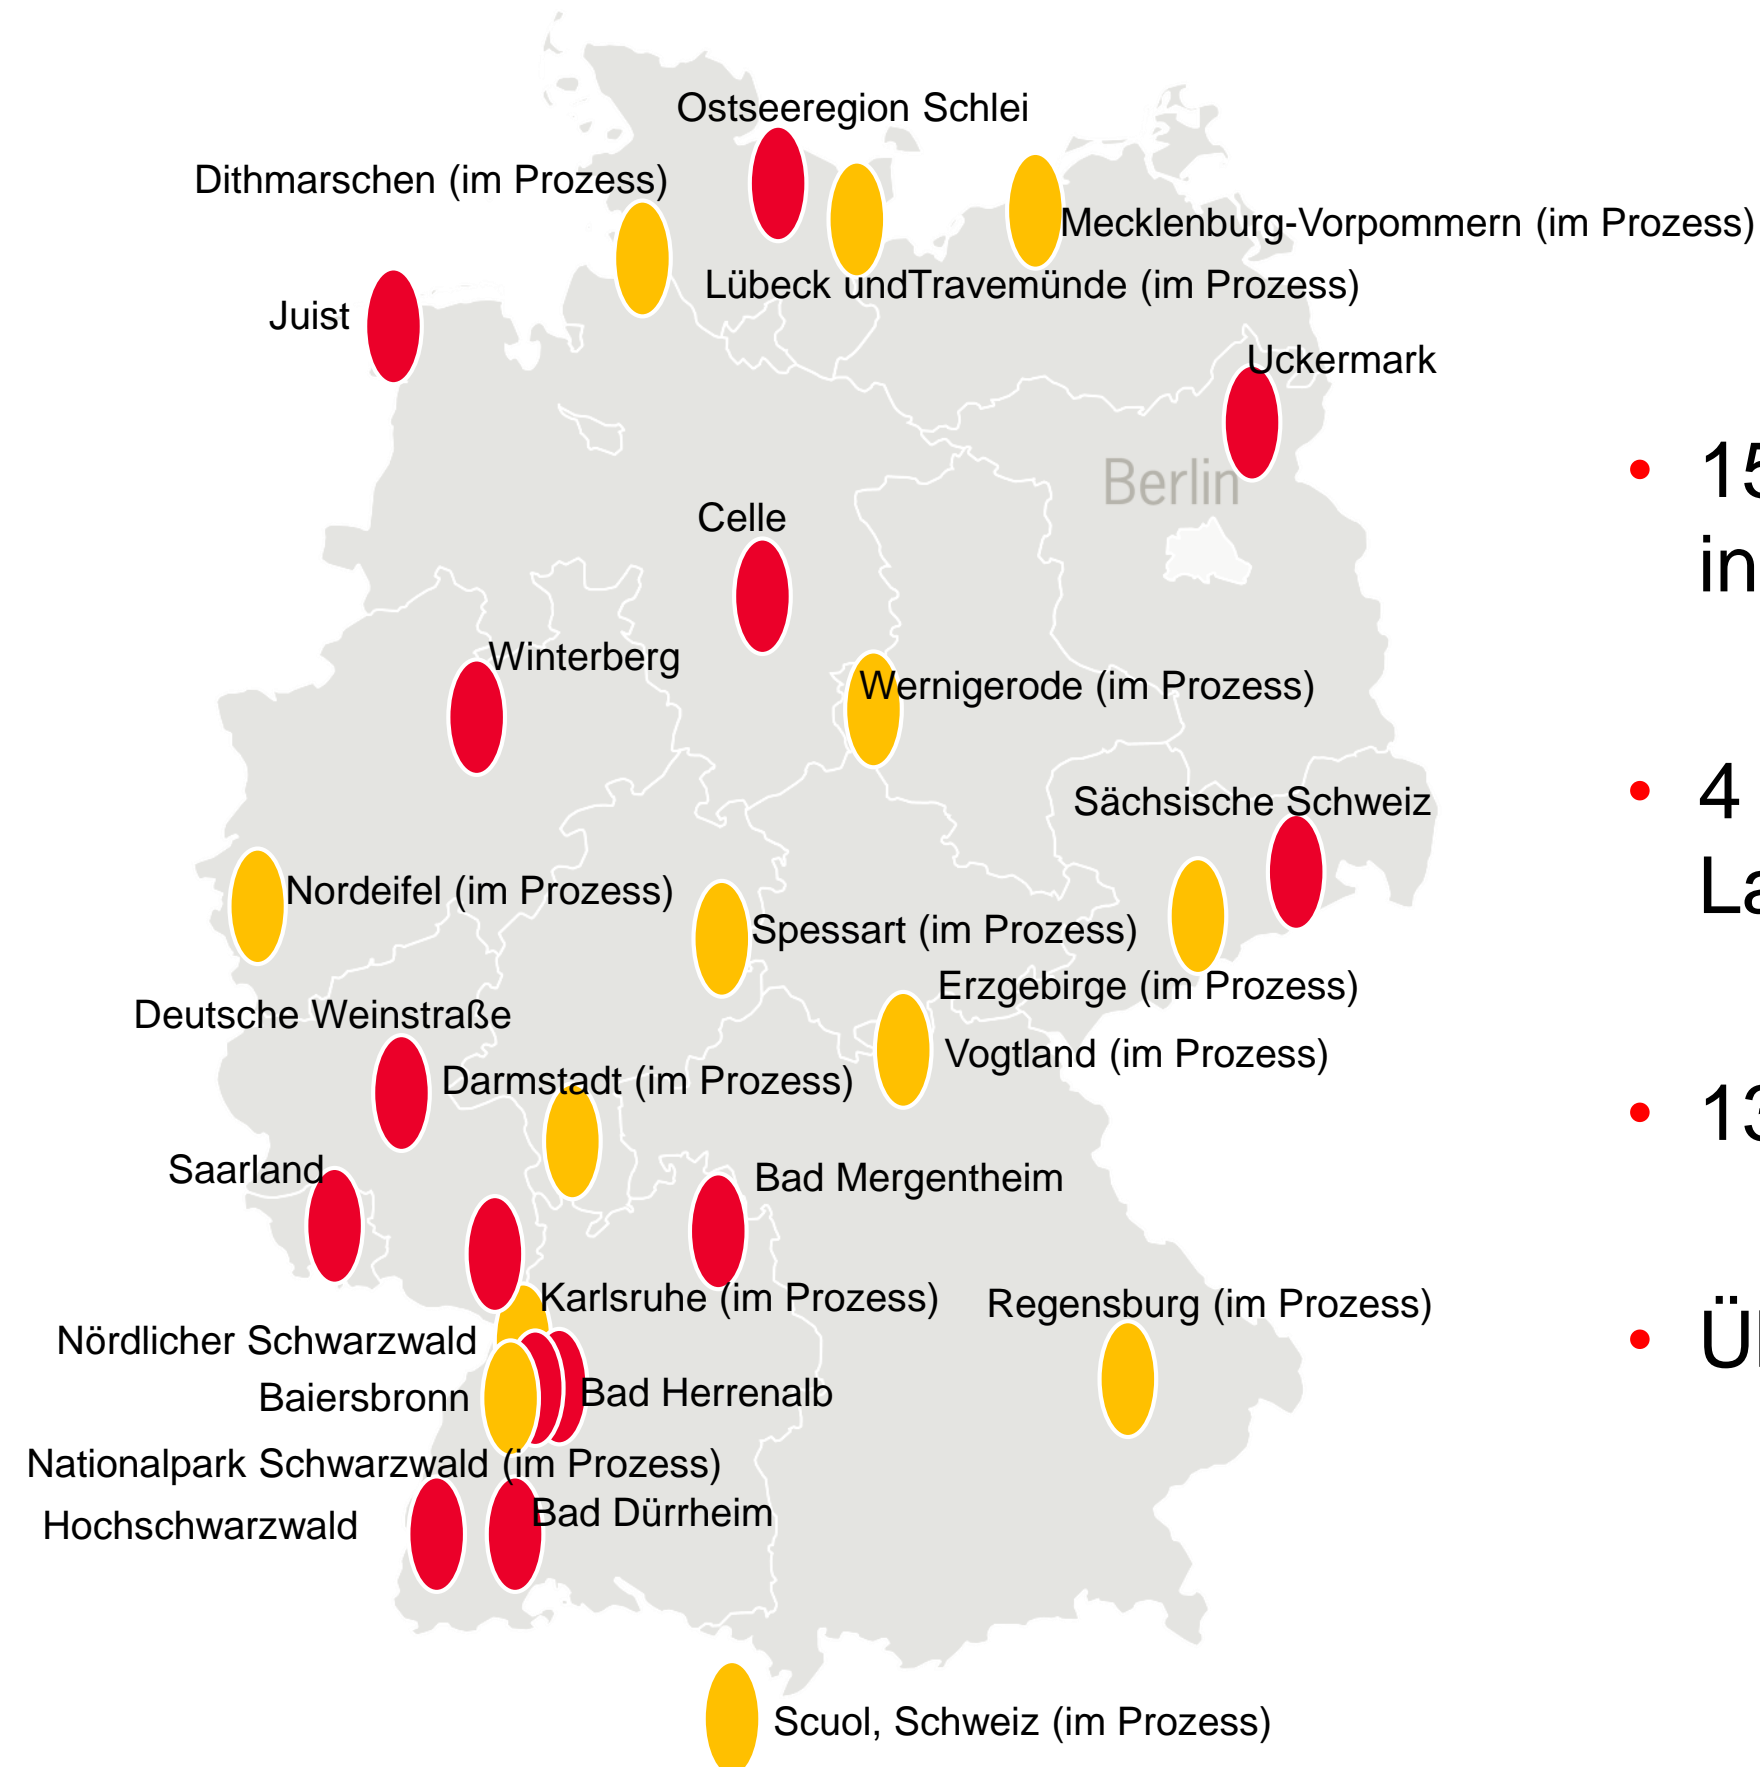 Ostseeregion Schlei
Dithmarschen (im Prozess)
Mecklenburg-Vorpommern (im Prozess)
Lübeck undTravemünde (im Prozess)
Juist
Uckermark
Berlin
Celle
Winterberg
Wernigerode (im Prozess)
Sächsische Schweiz
Nordeifel (im Prozess)
Spessart (im Prozess)
Erzgebirge (im Prozess)
Deutsche Weinstraße
Vogtland (im Prozess)
Darmstadt (im Prozess)
Saarland
Bad Mergentheim
Karlsruhe (im Prozess)
Regensburg (im Prozess)
Nördlicher Schwarzwald
Baiersbronn
Bad Herrenalb
Nationalpark Schwarzwald (im Prozess)
Bad Dürrheim
Hochschwarzwald
Scuol, Schweiz (im Prozess)
• 15
in
• 4
• 13